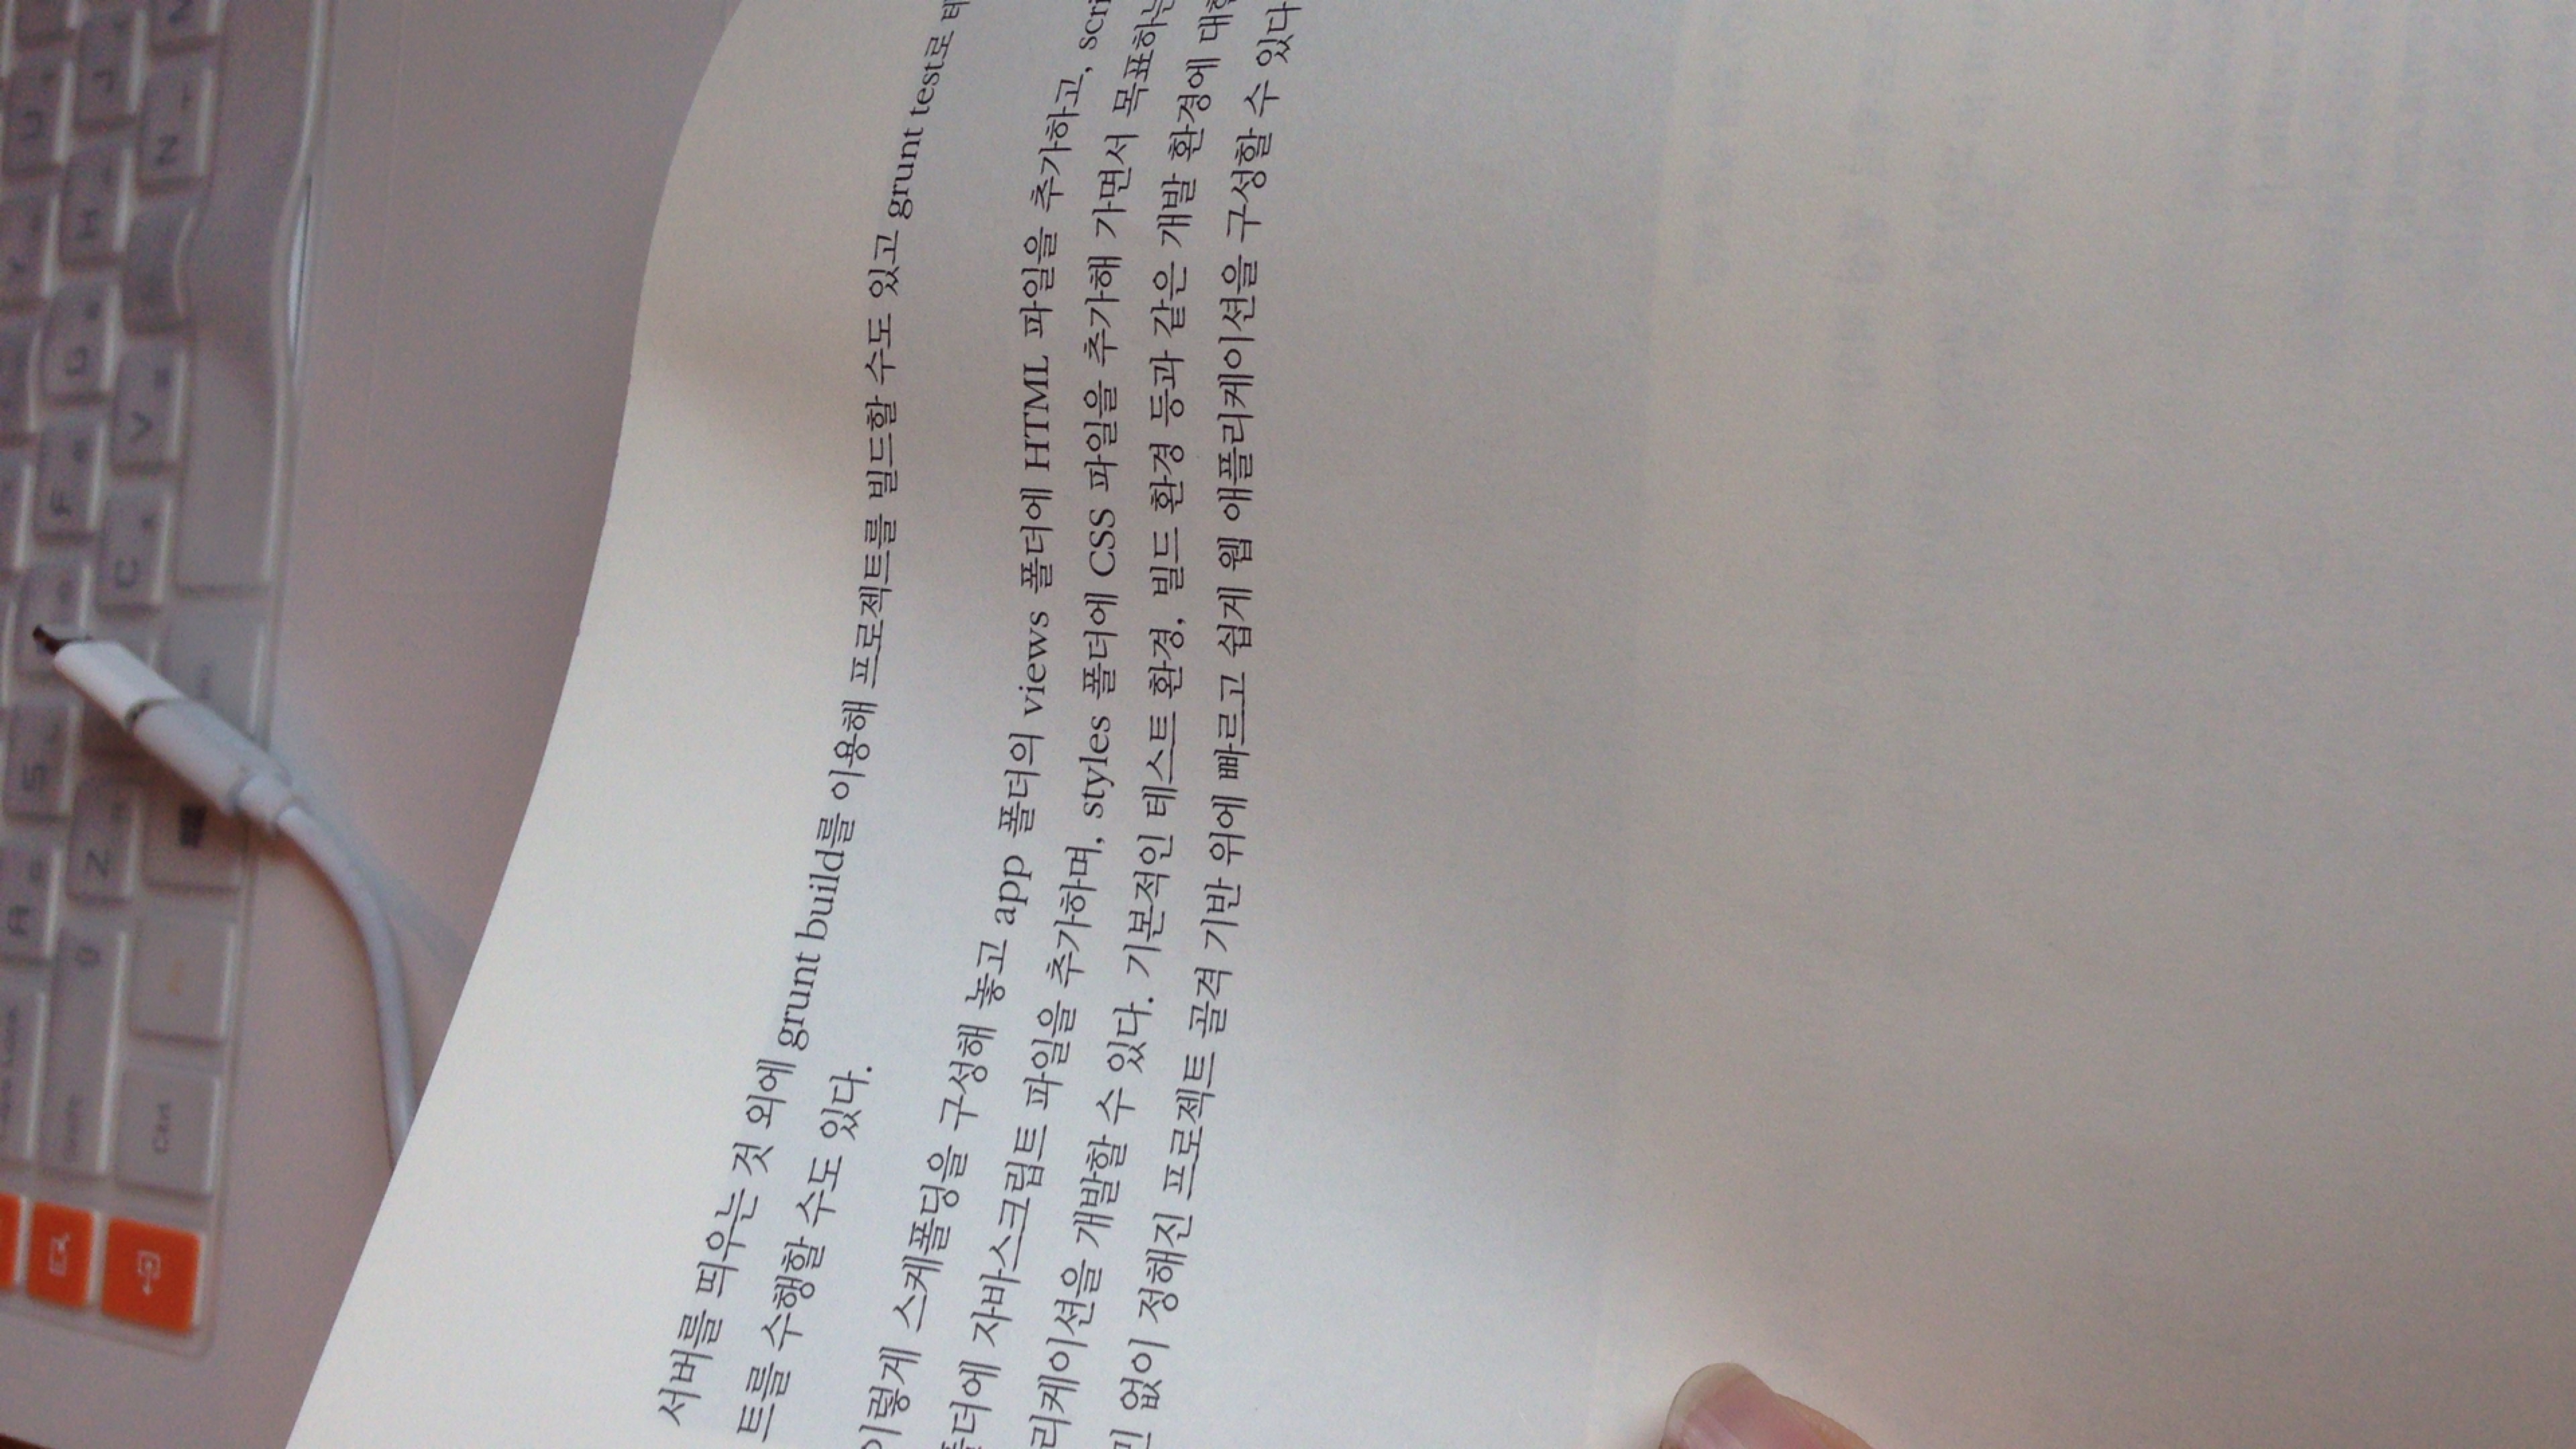 A
S
F
G
H
J
Z
C
V
N
Ctrl
서버를 띄우는 것 외에 grunt build를 이용해 프로젝트를 빌드할 수도 있고 grunt test로 테
트를 수행할 수도 있다.
이렇게 스케폴딩을 구성해 놓고 app 폴더의 views 폴더에 HTML 파일을 추가하고, scri
폴더에 자바스크립트 파일을 추가하며, styles 폴더에 CSS 파일을 추가해 가면서 목표하는
리케이션을 개발할 수 있다. 기본적인 테스트 환경, 빌드 환경 등과 같은 개발 환경에 대한
없이 정해진 프로젝트 골격 기반 위에 빠르고 쉽게 웹 애플리케이션을 구성할 수 있다